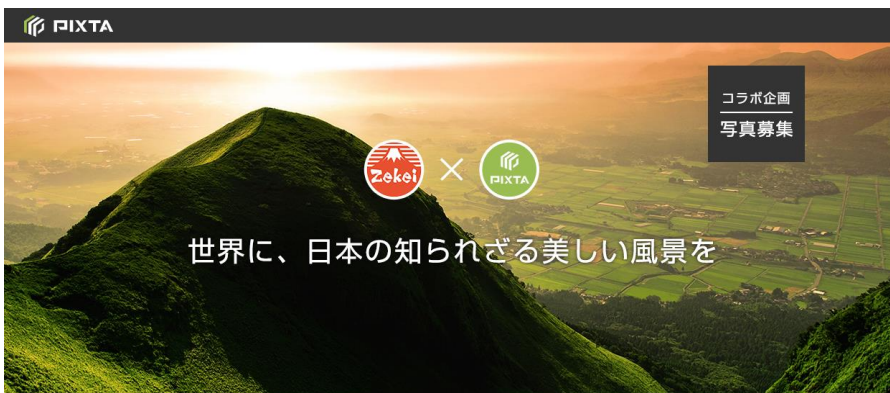 PIXTA
コラボ企画
写真募集
Zekei × PIXTA
世界に、日本の知られざる美しい風景を